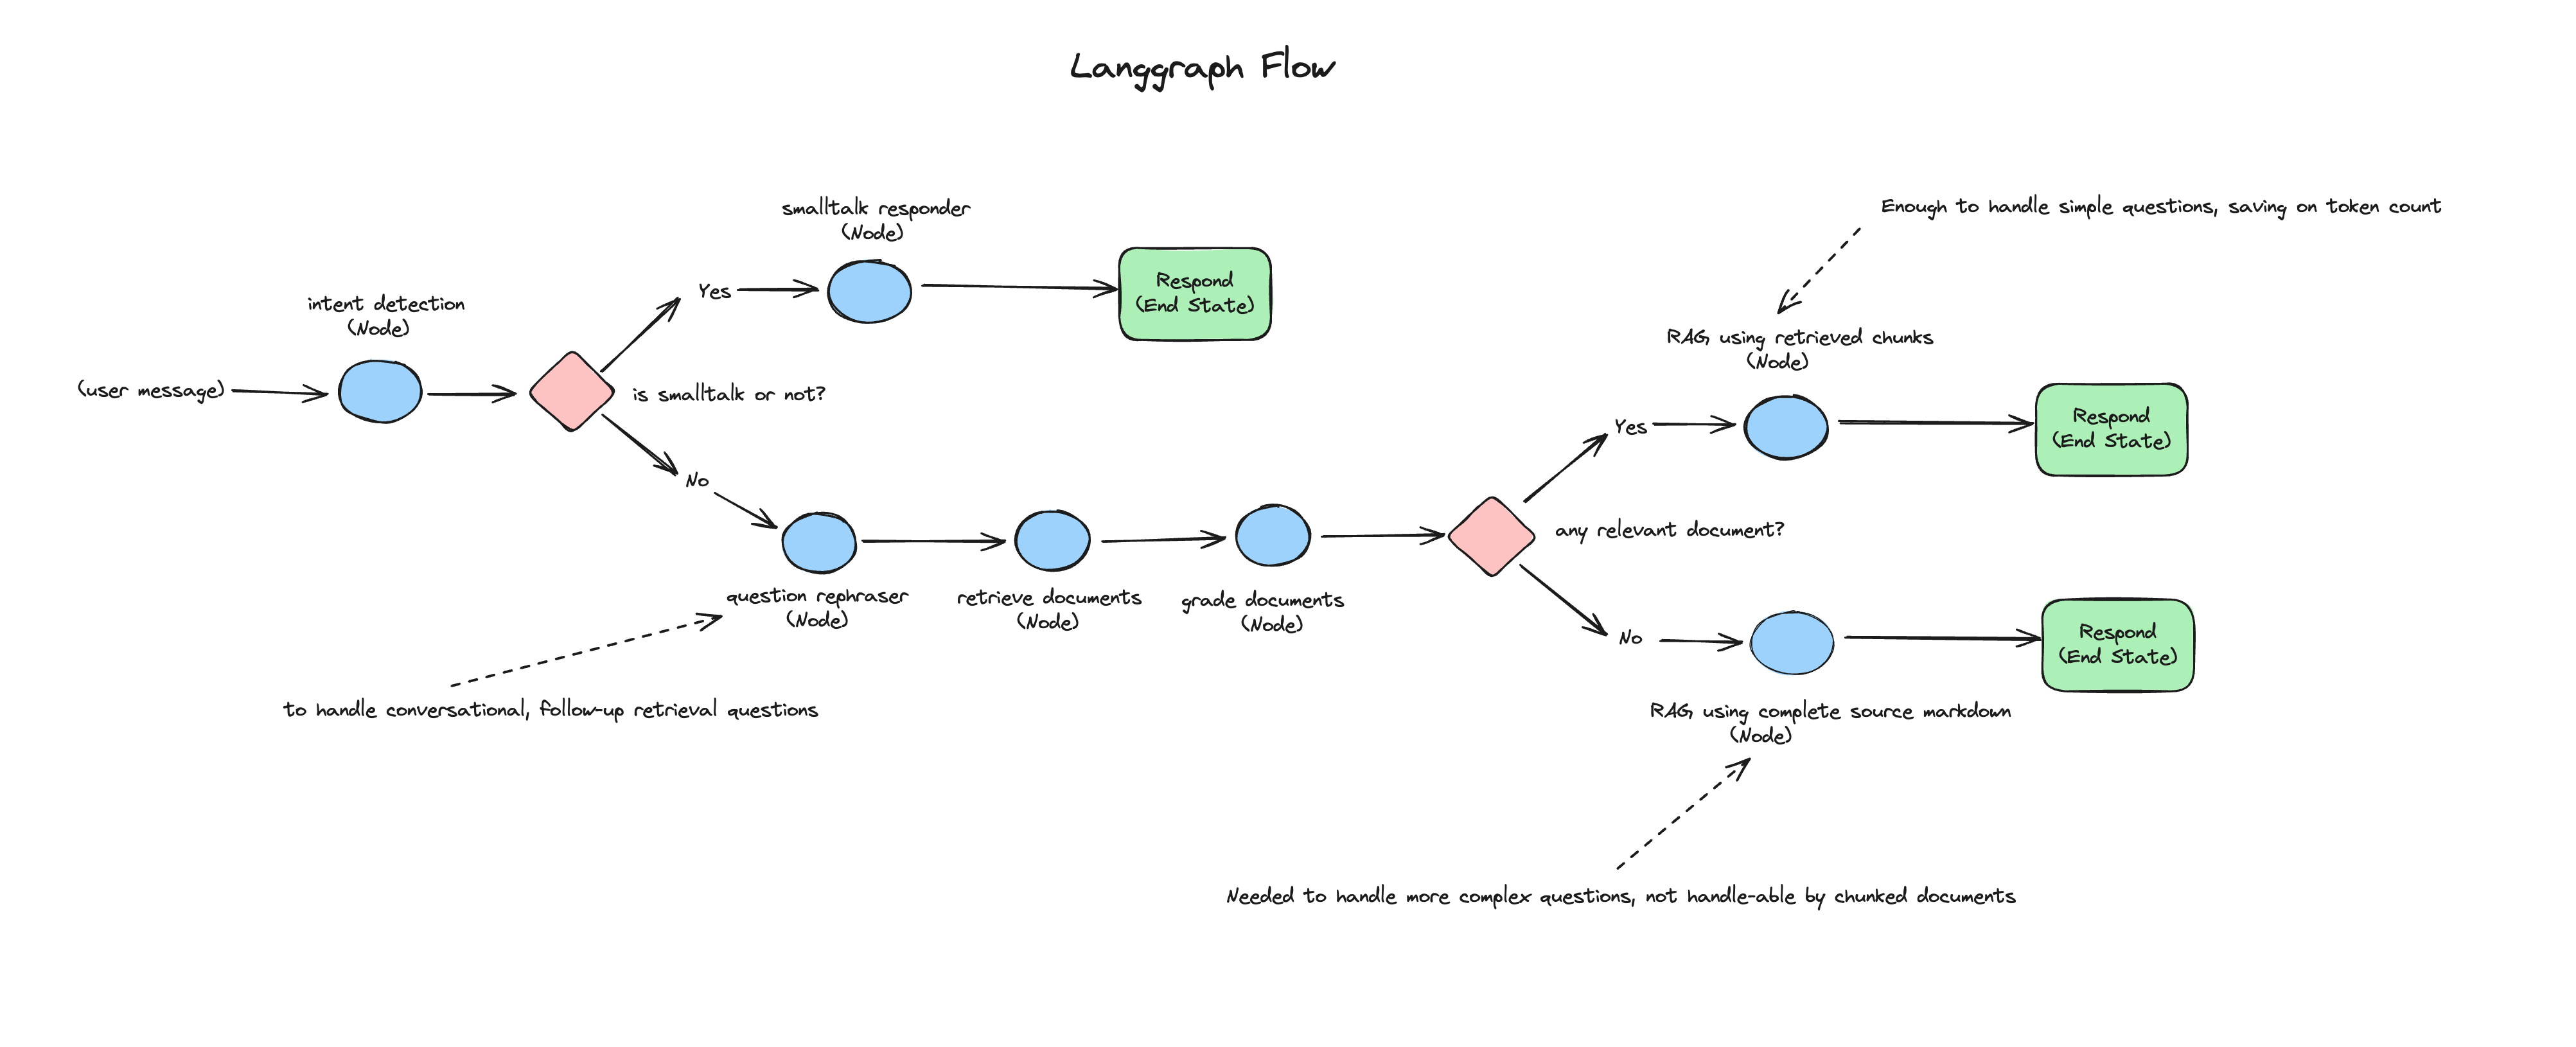 Langgraph Flow
smalltalk responder
(Node)
Enough to handle simple questions, saving on token count
Respond
(End State)
intent detection
(Node)
Yes
RAG using retrieved chunks
(Node)
(user message)
is smalltalk or not?
Respond
(End State)
Yes
No
any relevant document?
question rephraser
(Node)
retrieve documents
(Node)
grade documents
(Node)
No
Respond
(End State)
to handle conversational, follow-up retrieval questions
RAG using complete source markdown
(Node)
Needed to handle more complex questions, not handle-able by chunked documents